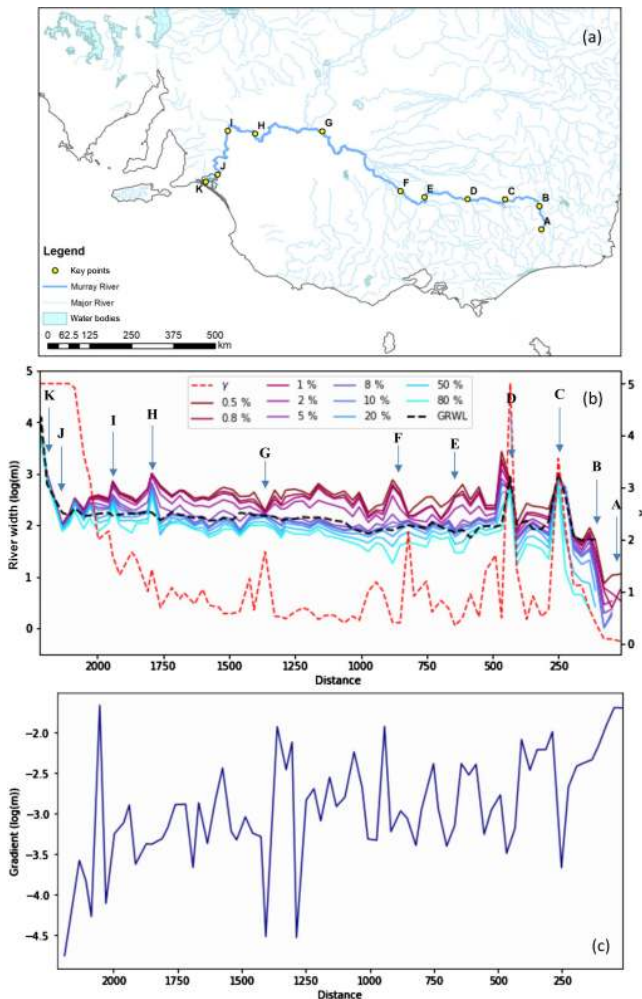 (a)
I
H
G
J
K
F
E
D
C
B
A
Legend
Key points
Murray River
Major River
Water bodies
0 62.5 125 250 375 500
km
(b)
K
J
I
H
G
F
E
D
C
B
A
γ
0.5 %
0.8 %
1 %
2 %
5 %
8 %
10 %
20 %
50 %
80 %
GRWL
River width (log(m))
5
4
3
2
1
0
5
4
3
2
1
0
γ
2000 1750 1500 1250 1000 750 500 250
Distance
Gradient (log(m))
−2.0
−2.5
−3.0
−3.5
−4.0
−4.5
(c)
2000 1750 1500 1250 1000 750 500 250
Distance